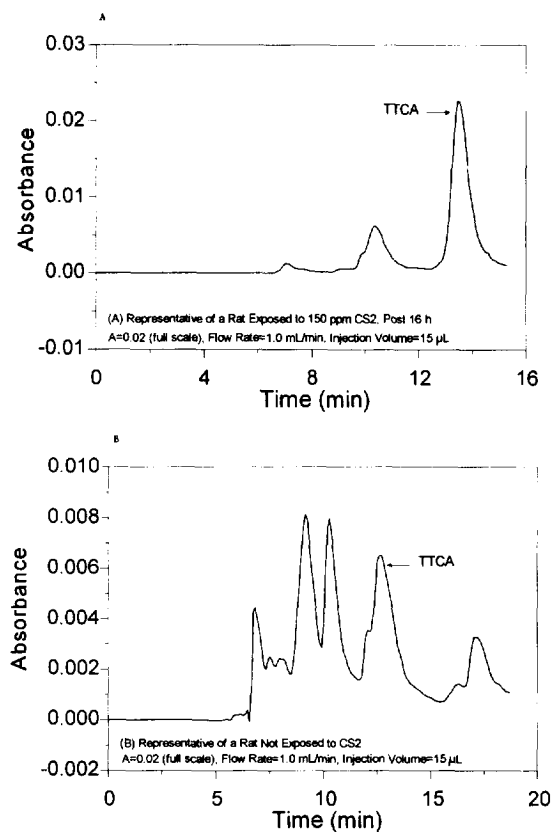 A
0.03
0.02
0.01
0.00
-0.01
Absorbance
TTCA
(A) Representative of a Rat Exposed to 150 ppm CS2, Post 16 h
A=0.02 (full scale), Flow Rate=1.0 mL/min, Injection Volume=15 µL
0 4 8 12 16
Time (min)
B
0.010
0.008
0.006
0.004
0.002
0.000
-0.002
Absorbance
TTCA
(B) Representative of a Rat Not Exposed to CS2
A=0.02 (full scale), Flow Rate=1.0 mL/min, Injection Volume=15 µL
0 5 10 15 20
Time (min)